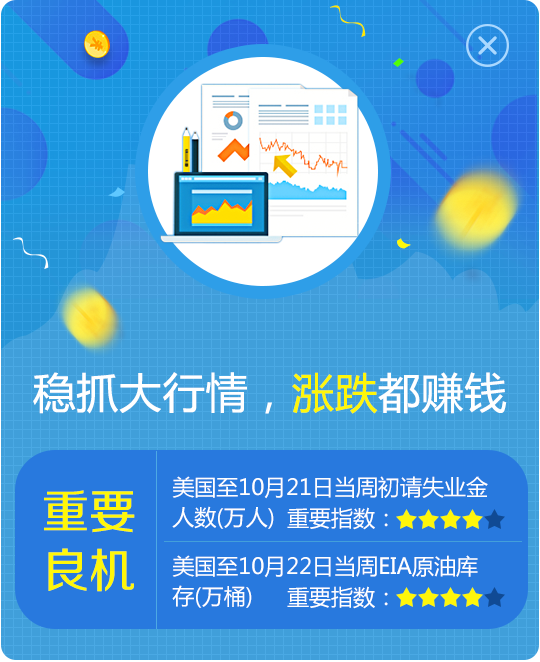 稳抓大行情，涨跌都赚钱
重要
良机
美国至10月21日当周初请失业金
人数(万人) 重要指数：★★★★★
美国至10月22日当周EIA原油库
存(万桶) 重要指数：★★★★★